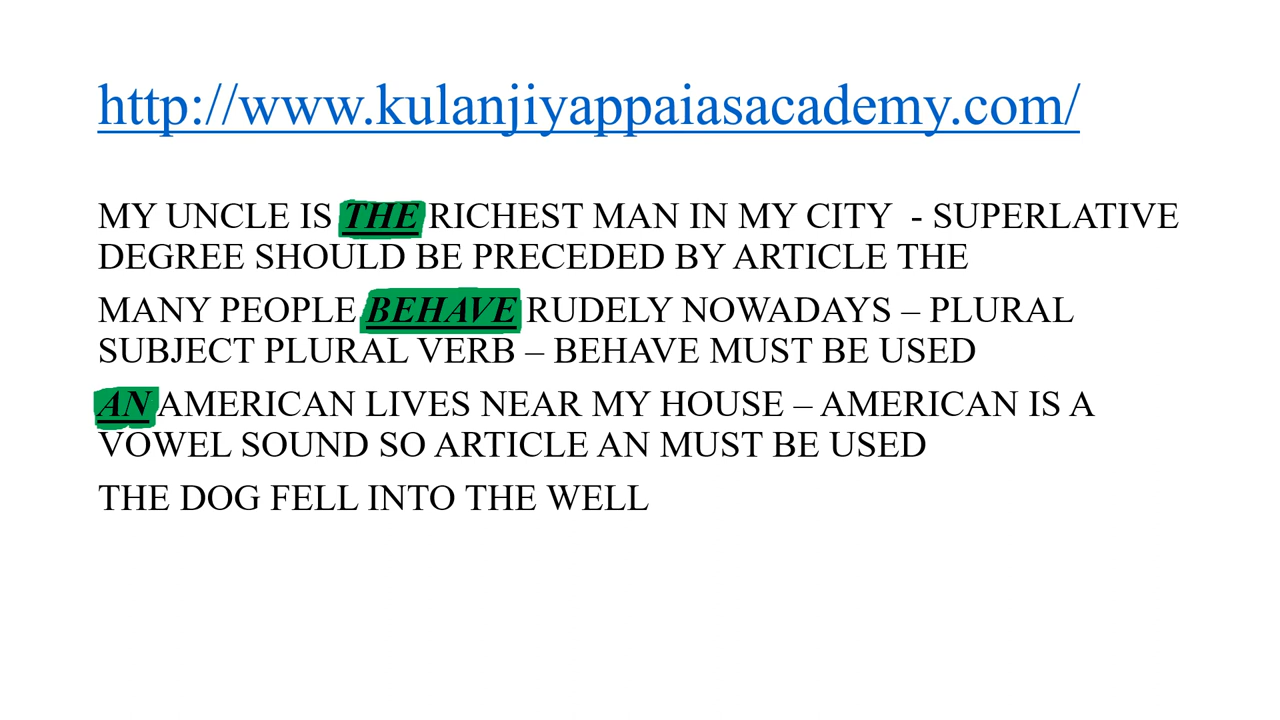 http://www.kulanjiyappaiasacademy.com/
MY UNCLE IS THE RICHEST MAN IN MY CITY - SUPERLATIVE
DEGREE SHOULD BE PRECEDED BY ARTICLE THE
MANY PEOPLE BEHAVE RUDELY NOWADAYS – PLURAL
SUBJECT PLURAL VERB – BEHAVE MUST BE USED
AN AMERICAN LIVES NEAR MY HOUSE – AMERICAN IS A
VOWEL SOUND SO ARTICLE AN MUST BE USED
THE DOG FELL INTO THE WELL